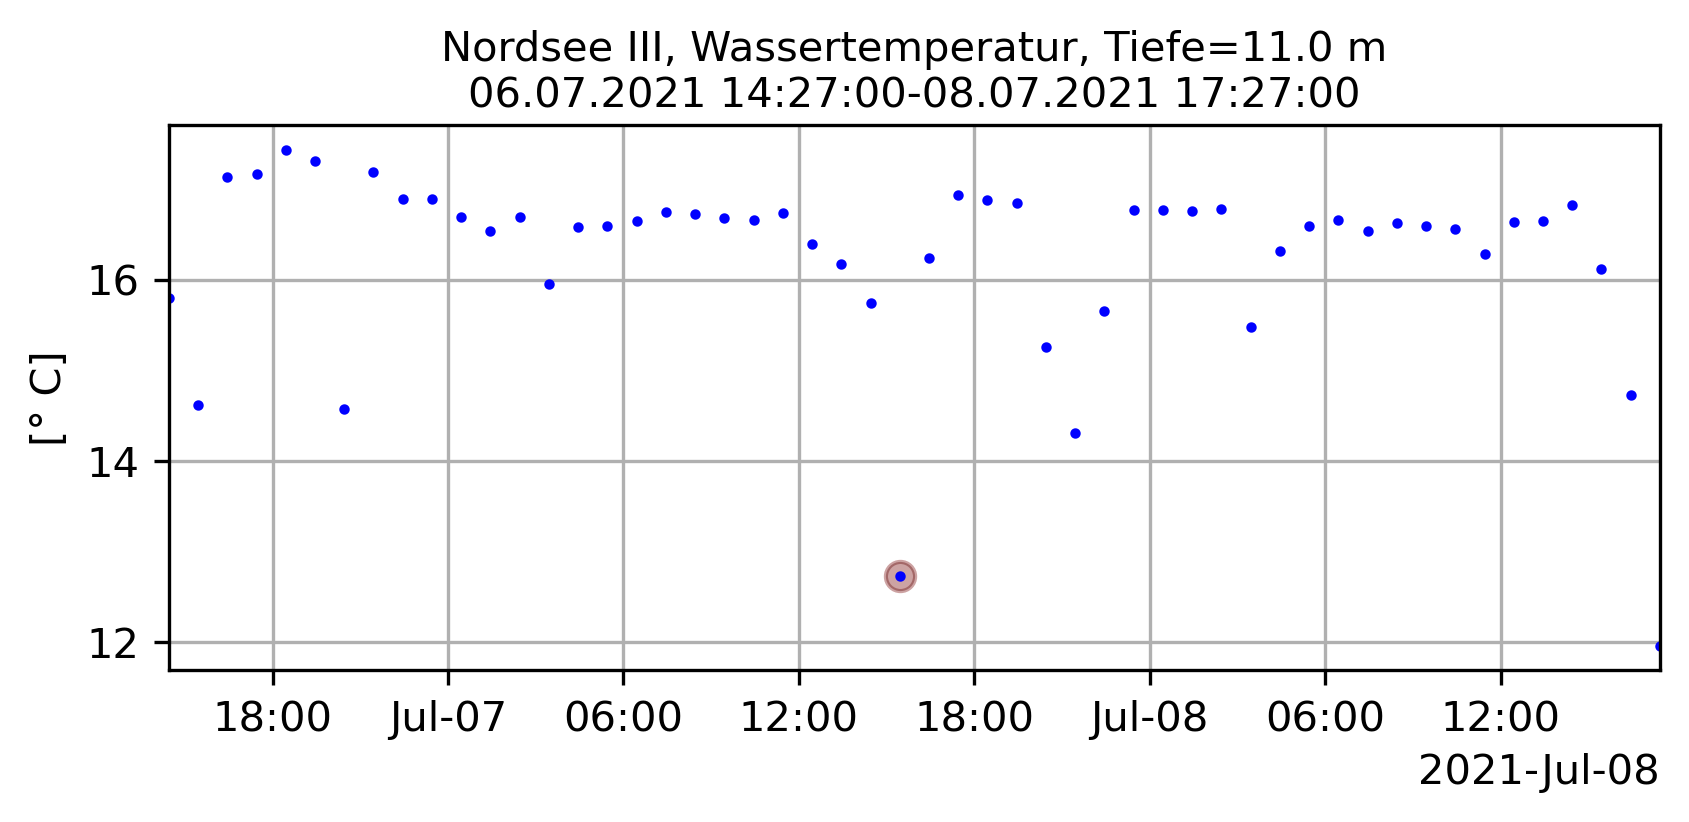 Nordsee III, Wassertemperatur, Tiefe=11.0 m
06.07.2021 14:27:00-08.07.2021 17:27:00
[° C]
16
14
12
18:00 Jul-07 06:00 12:00 18:00 Jul-08 06:00 12:00
2021-Jul-08